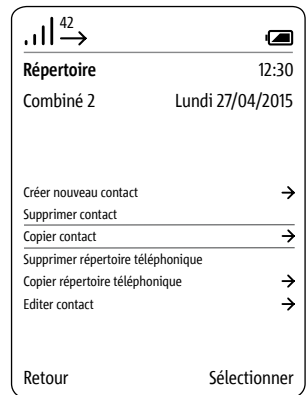 42
Répertoire 12:30
Combiné 2 Lundi 27/04/2015
Créer nouveau contact →
Supprimer contact
Copier contact →
Supprimer répertoire téléphonique
Copier répertoire téléphonique →
Editer contact →
Retour Sélectionner